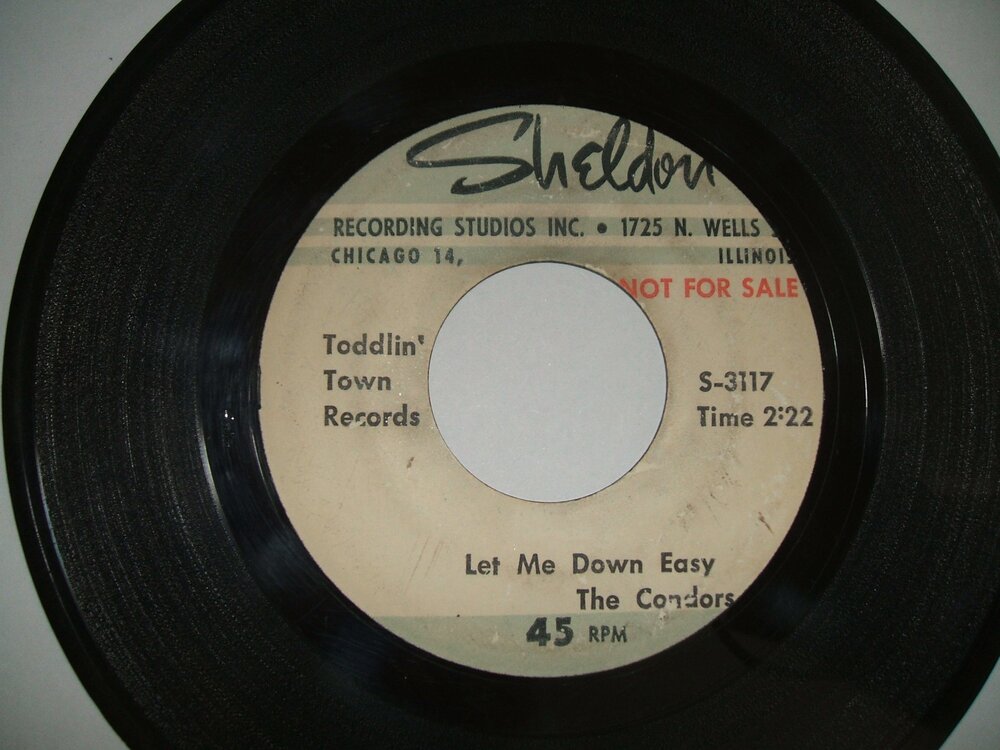 Sheldon
RECORDING STUDIOS INC. • 1725 N. WELLS
CHICAGO 14, ILLINOIS
NOT FOR SALE
Toddlin'
Town
Records
S-3117
Time 2:22
Let Me Down Easy
The Condors
45 RPM